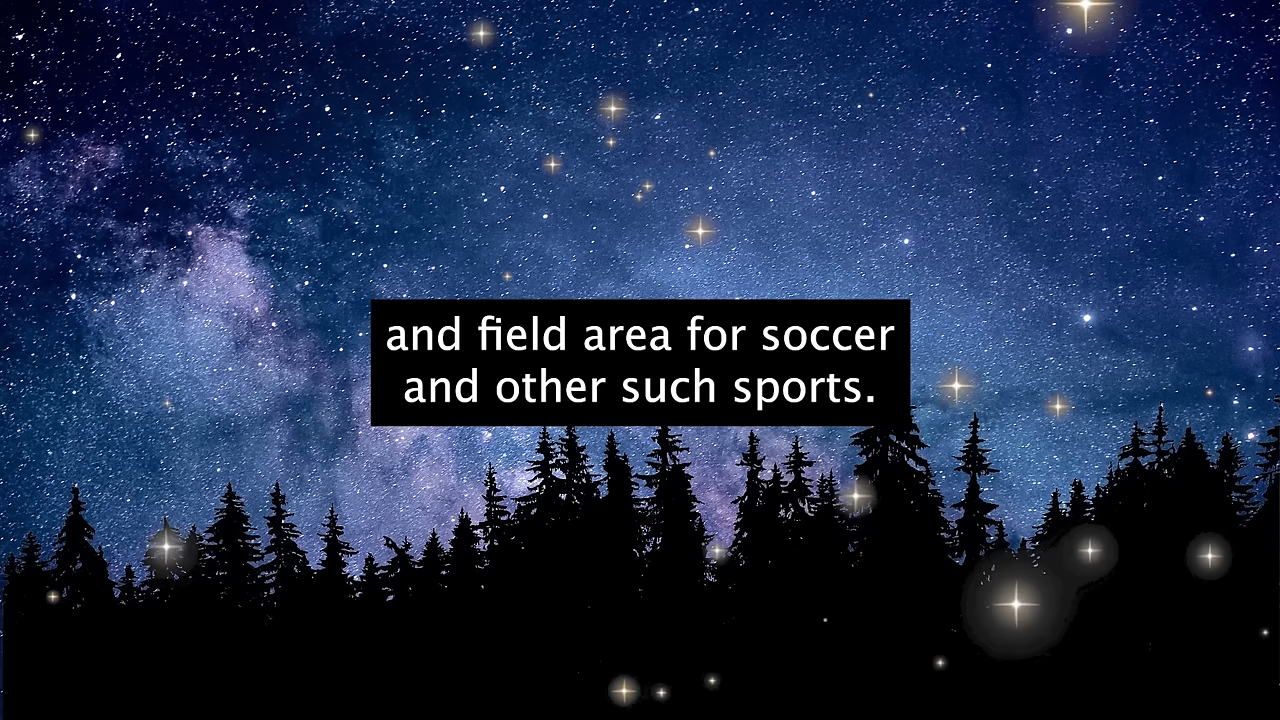 and field area for soccer
and other such sports.